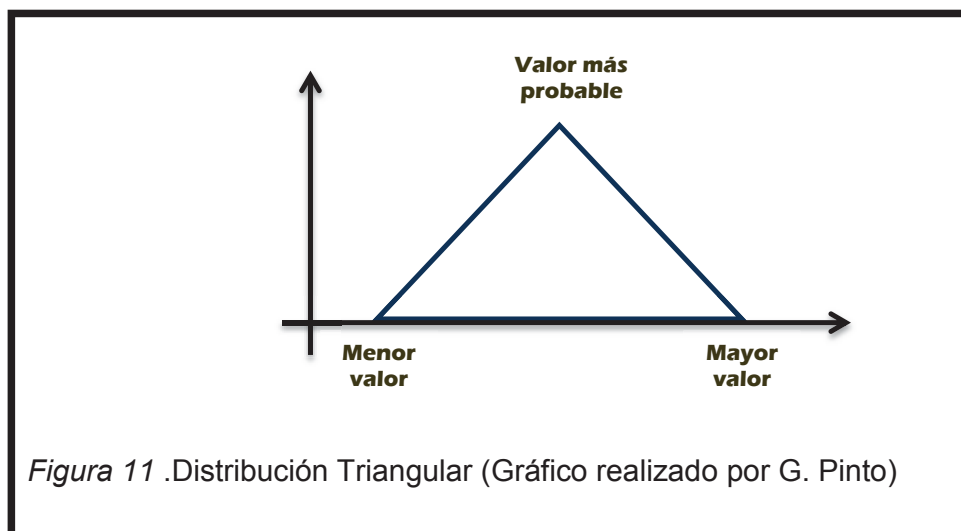 Valor más
probable
Menor
valor
Mayor
valor
Figura 11 .Distribución Triangular (Gráfico realizado por G. Pinto)